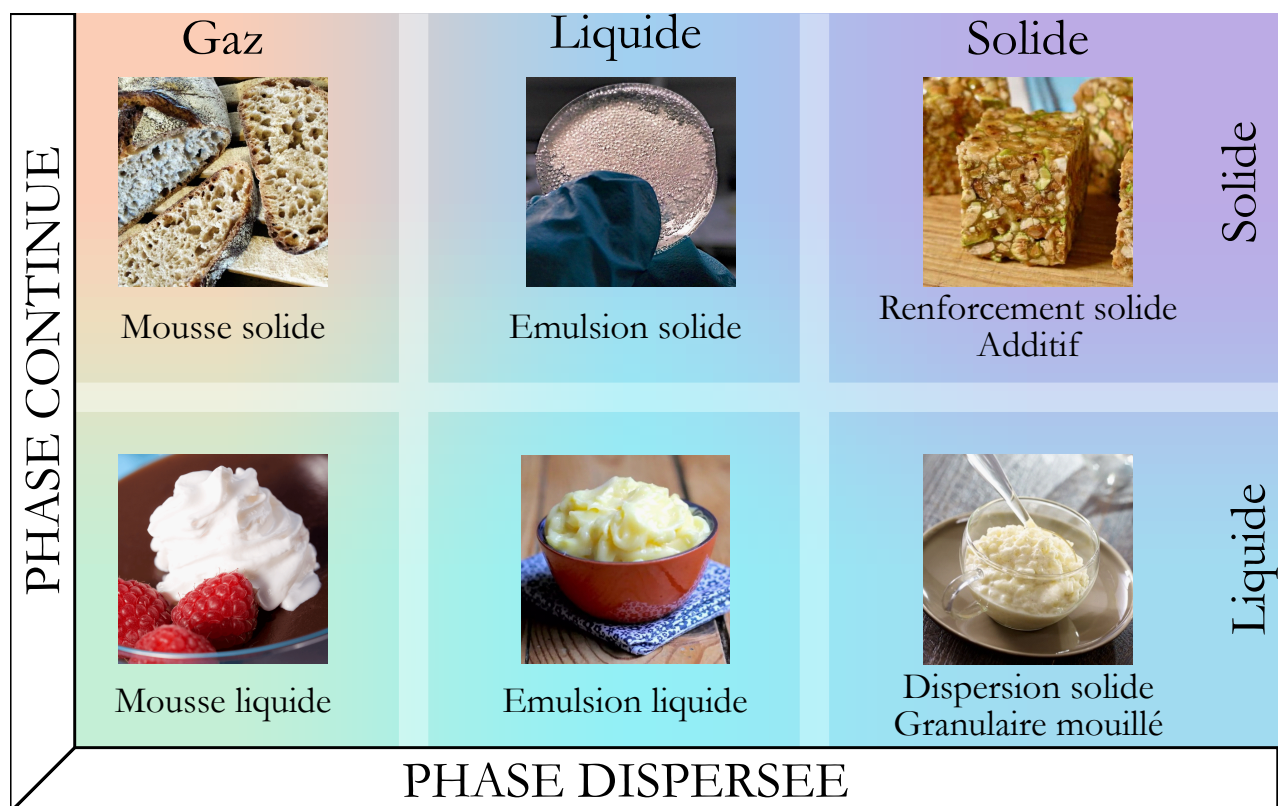 Gaz
Liquide
Solide
PHASE CONTINUE
Solide
Mousse solide
Emulsion solide
Renforcement solide
Additif
Liquide
Mousse liquide
Emulsion liquide
Dispersion solide
Granulaire mouillé
PHASE DISPERSEE